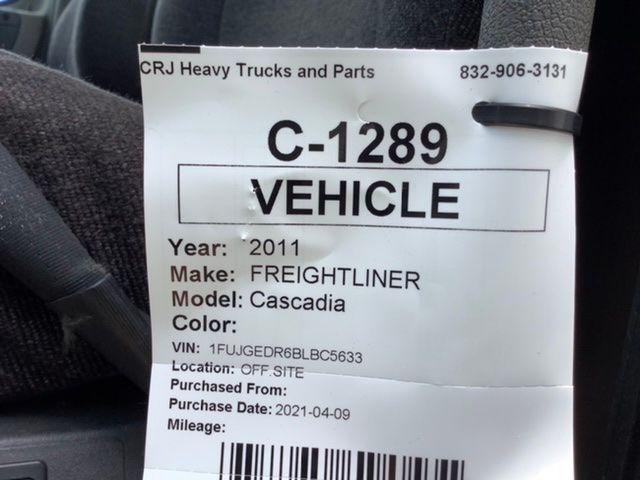 CRJ Heavy Trucks and Parts 832-906-3131
C-1289
VEHICLE
Year: 2011
Make: FREIGHTLINER
Model: Cascadia
Color:
VIN: 1FUJGEDR6BLBC5633
Location: OFF.SITE
Purchased From:
Purchase Date: 2021-04-09
Mileage: